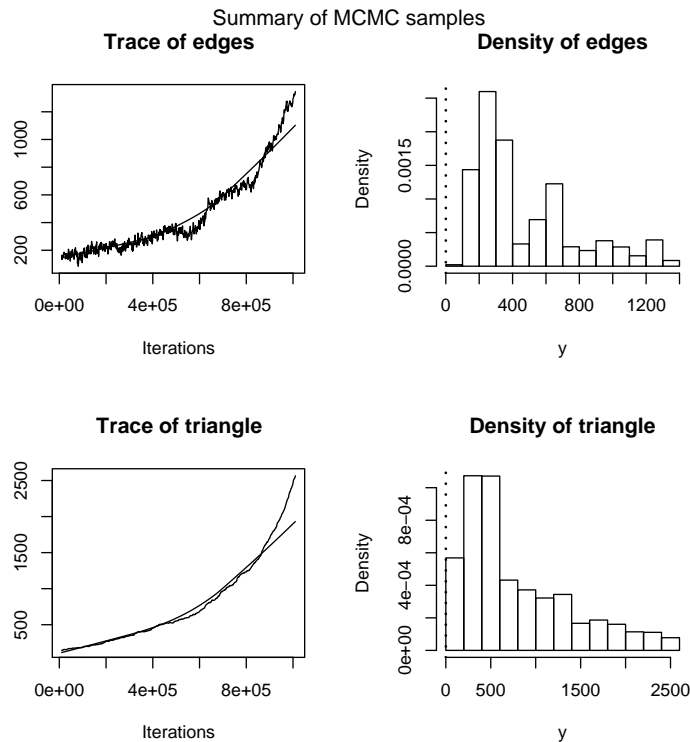 Summary of MCMC samples
Trace of edges
200 600 1000
0e+00 4e+05 8e+05
Iterations
Density of edges
Density
0.0000 0.0015
0 400 800 1200
y
Trace of triangle
500 1500 2500
0e+00 4e+05 8e+05
Iterations
Density of triangle
Density
0e+00 4e−04 8e−04
0 500 1500 2500
y